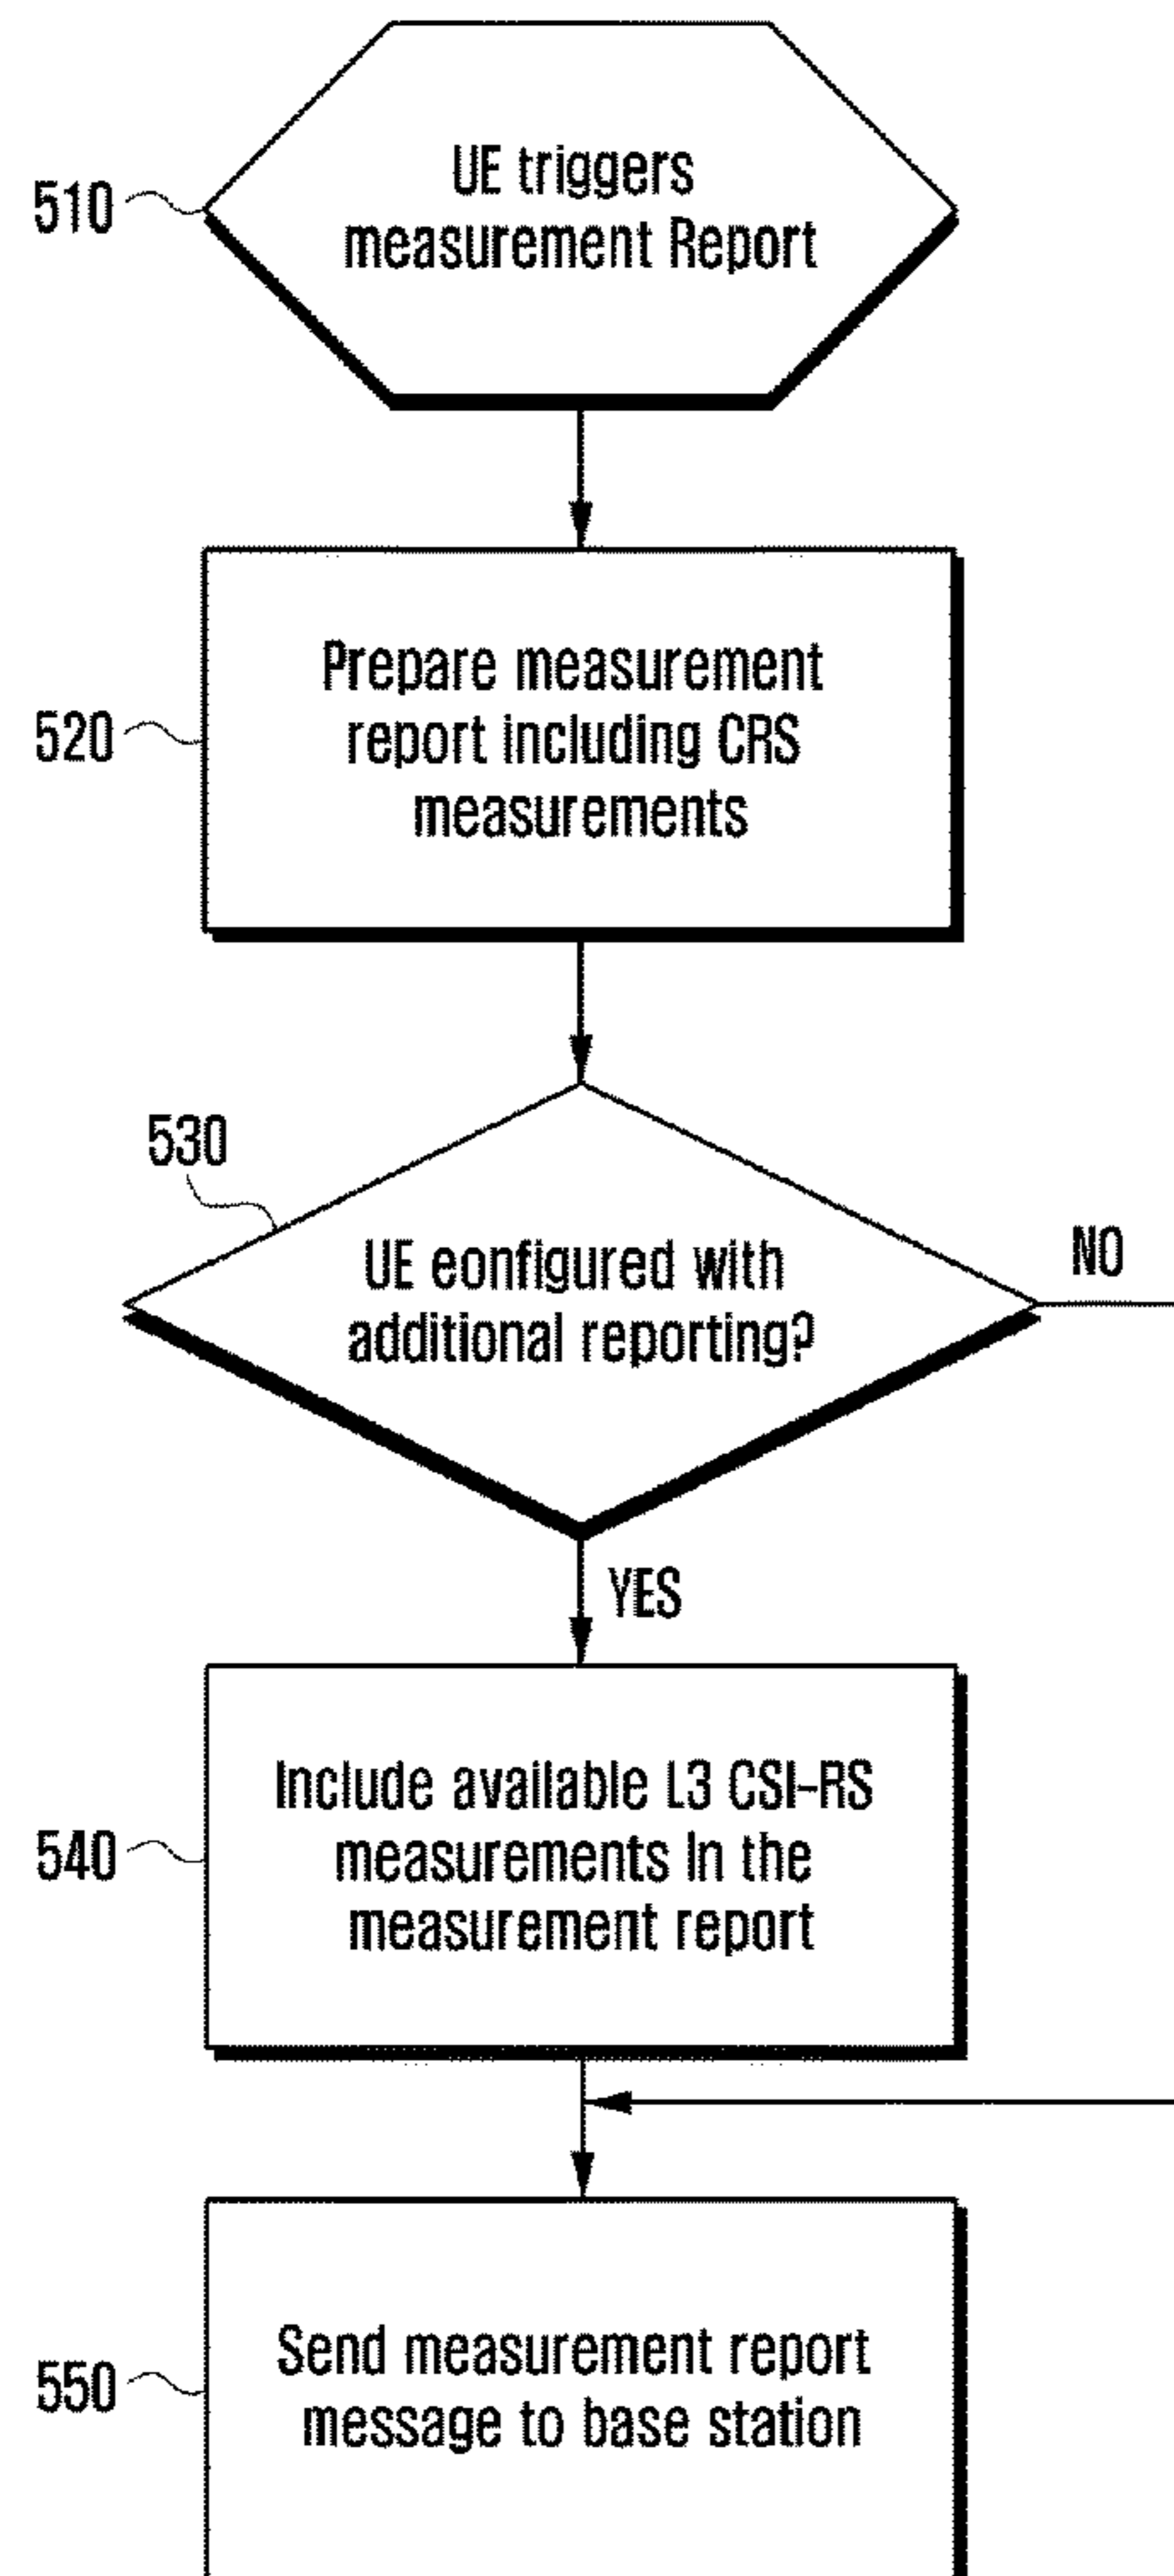 510
UE triggers
measurement Report
520
Prepare measurement
report including CRS
measurements
530
UE eonfigured with
additional reporting?
NO
YES
540
Include available L3 CSI-RS
measurements In the
measurement report
550
Send measurement report
message to base station